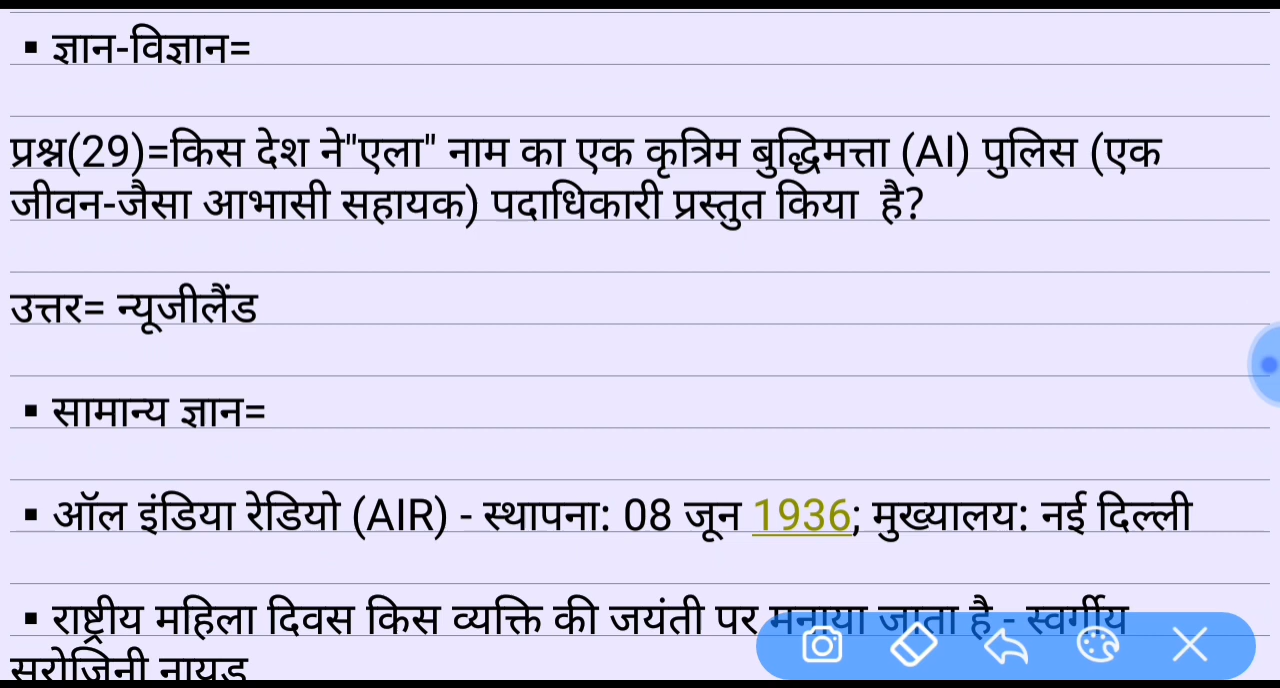 ▪ ज्ञान-विज्ञान=
प्रश्न(29)=किस देश ने"एला" नाम का एक कृत्रिम बुद्धिमत्ता (AI) पुलिस (एक
जीवन-जैसा आभासी सहायक) पदाधिकारी प्रस्तुत किया है?
उत्तर= न्यूजीलैंड
▪ सामान्य ज्ञान=
▪ ऑल इंडिया रेडियो (AIR) - स्थापना: 08 जून 1936; मुख्यालय: नई दिल्ली
▪ राष्ट्रीय महिला दिवस किस व्यक्ति की जयंती पर मनाया जाता है - स्वर्गीय
सरोजिनी नायड